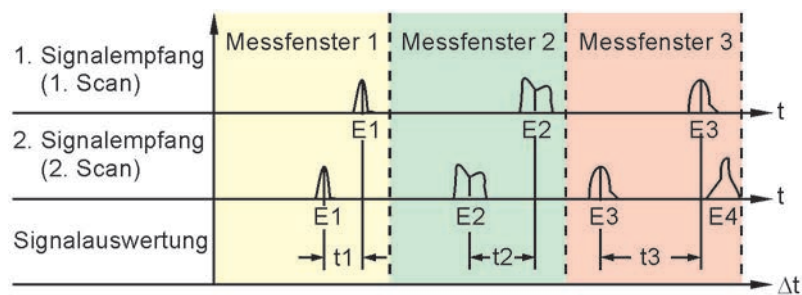 Messfenster 1 Messfenster 2 Messfenster 3
1. Signalempfang
(1. Scan)
t
E1 E2 E3
2. Signalempfang
(2. Scan)
t
E1 E2 E3 E4
Signalauswertung
t1 t2 t3
Δt